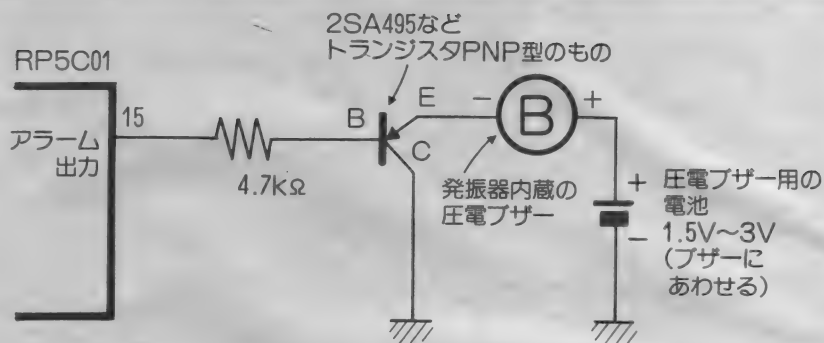 2SA495など
トランジスタPNP型のもの
RP5C01
15
アラーム
出力
4.7kΩ
B
E
C
−
B
+
発振器内蔵の
圧電ブザー
+
−
圧電ブザー用の
電池
1.5V〜3V
(ブザーに
あわせる)